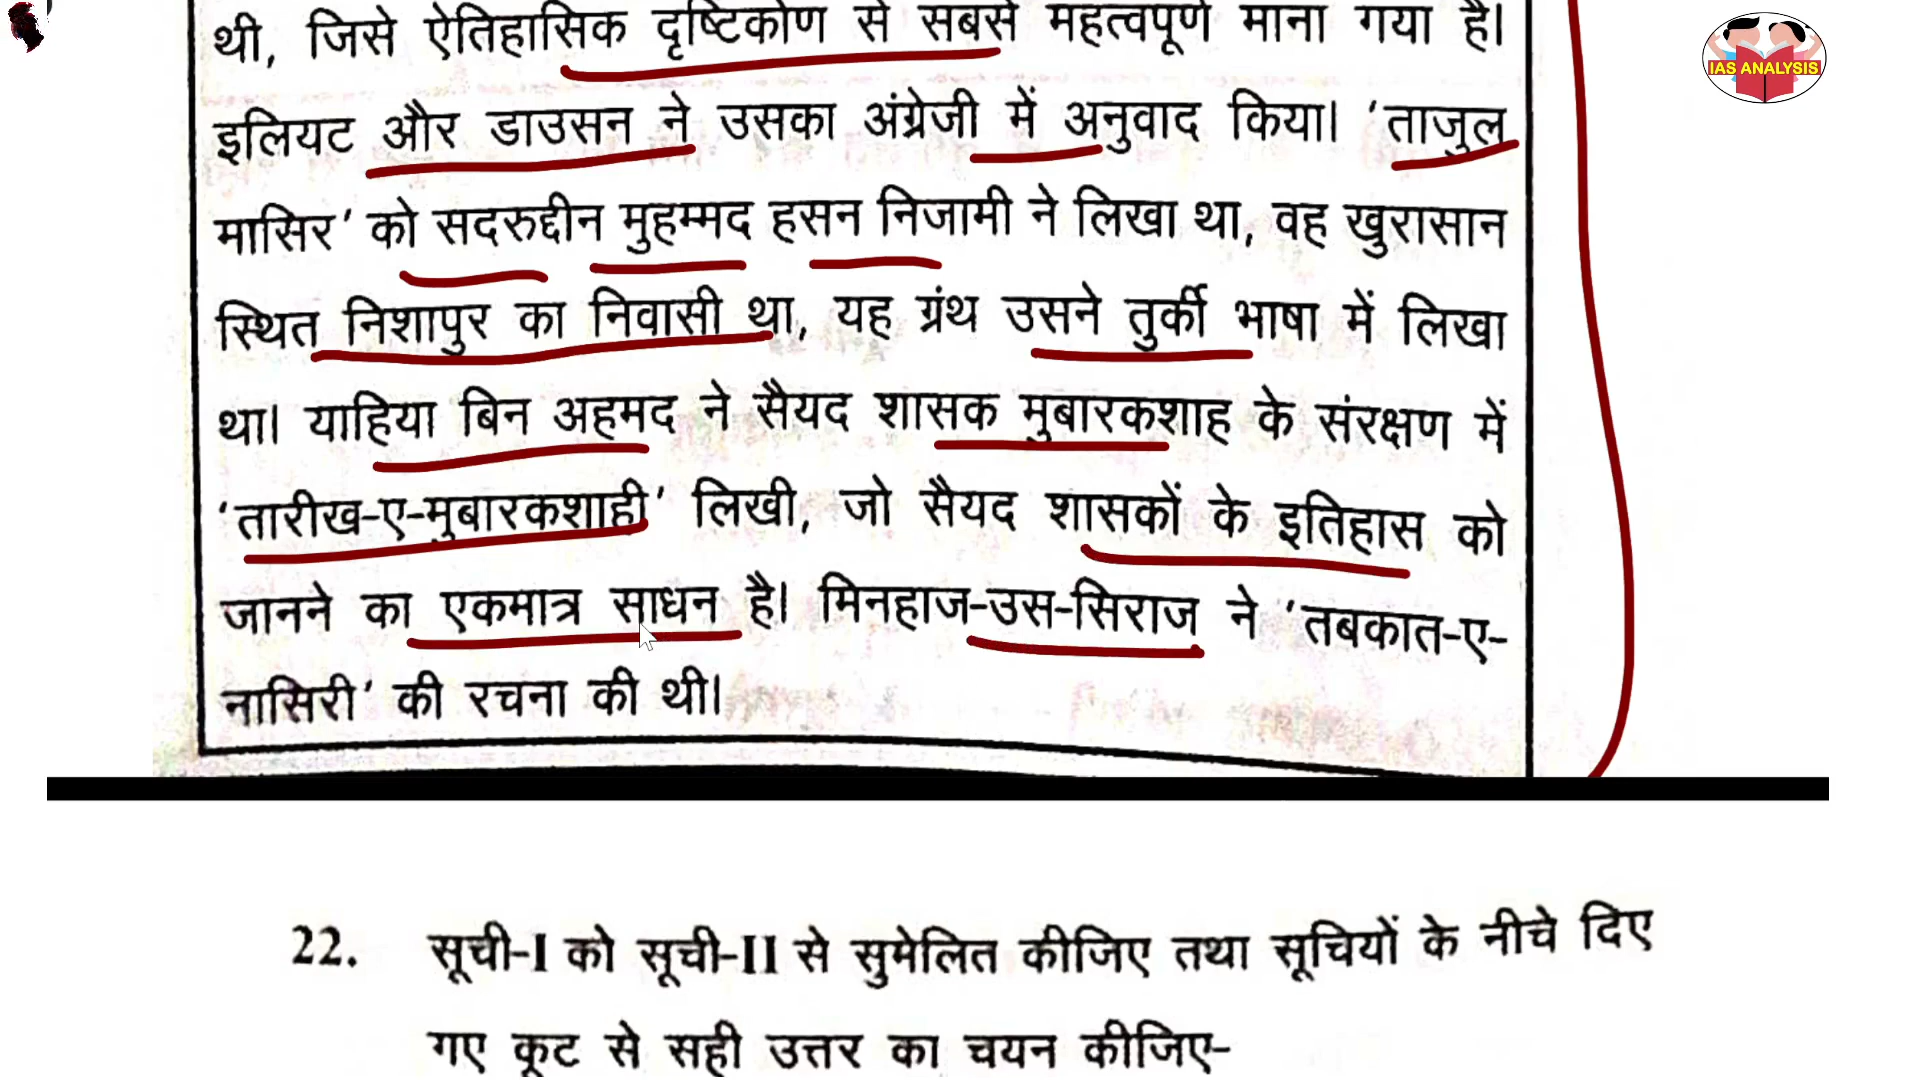 थी, जिसे ऐतिहासिक दृष्टिकोण से सबसे महत्वपूर्ण माना गया है।
इलियट और डाउसन ने उसका अंग्रेजी में अनुवाद किया। ’ताजुल
मासिर’ को सदरुद्दीन मुहम्मद हसन निजामी ने लिखा था, वह खुरासान
स्थित निशापुर का निवासी था, यह ग्रंथ उसने तुर्की भाषा में लिखा
था। याहिया बिन अहमद ने सैयद शासक मुबारकशाह के संरक्षण में
‘तारीख-ए-मुबारकशाही’ लिखी, जो सैयद शासकों के इतिहास को
जानने का एकमात्र साधन है। मिनहाज-उस-सिराज ने ’तबकात-ए-
नासिरी’ की रचना की थी।
22. सूची-I को सूची-II से सुमेलित कीजिए तथा सूचियों के नीचे दिए
गए कूट से सही उत्तर का चयन कीजिए-
IAS ANALYSIS